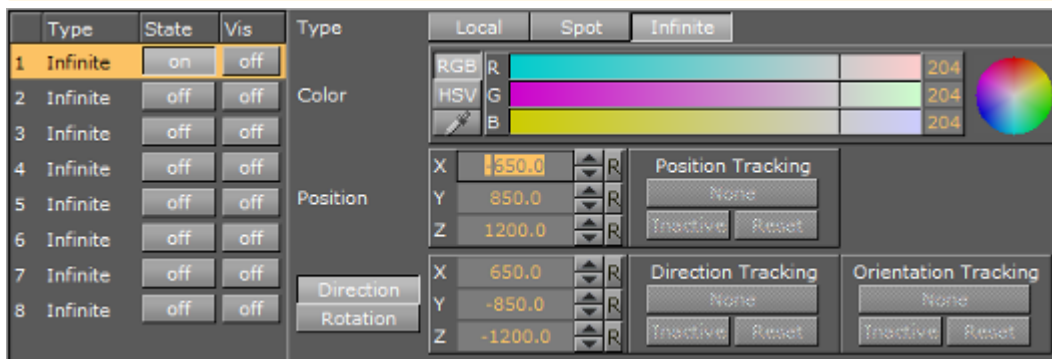 Type State Vis
1 Infinite on off
2 Infinite off off
3 Infinite off off
4 Infinite off off
5 Infinite off off
6 Infinite off off
7 Infinite off off
8 Infinite off off
Type Local Spot Infinite
Color
RGB R 204
HSV G 204
B 204
Position
X -650.0 R
Y 850.0 R
Z 1200.0 R
Position Tracking
None
Inactive Reset
Direction
Rotation
X 650.0 R
Y -850.0 R
Z -1200.0 R
Direction Tracking
None
Inactive Reset
Orientation Tracking
None
Inactive Reset